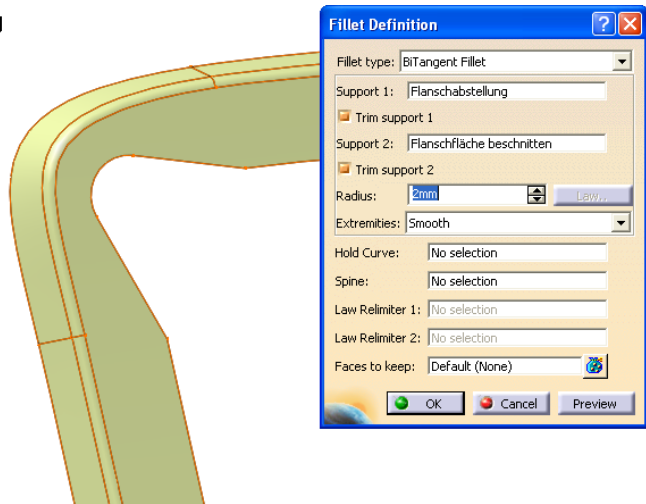 Fillet Definition
Fillet type: BiTangent Fillet
Support 1: Flanschabstellung
Trim support 1
Support 2: Flanschfläche beschnitten
Trim support 2
Radius: 2mm Law..
Extremities: Smooth
Hold Curve: No selection
Spine: No selection
Law Relimiter 1: No selection
Law Relimiter 2: No selection
Faces to keep: Default (None)
OK Cancel Preview